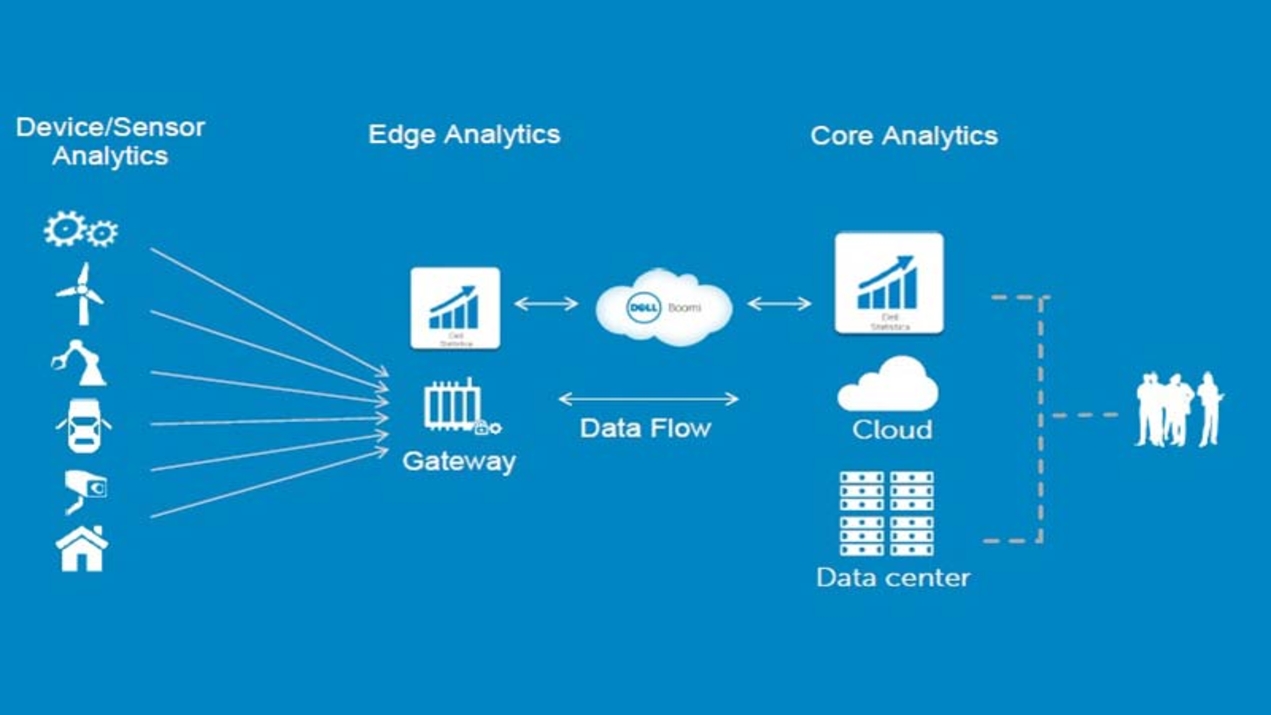 Device/Sensor
Analytics
Edge Analytics
Core Analytics
Dell
Statistica
DELL Boomi
Dell
Statistica
Gateway
Data Flow
Cloud
Data center